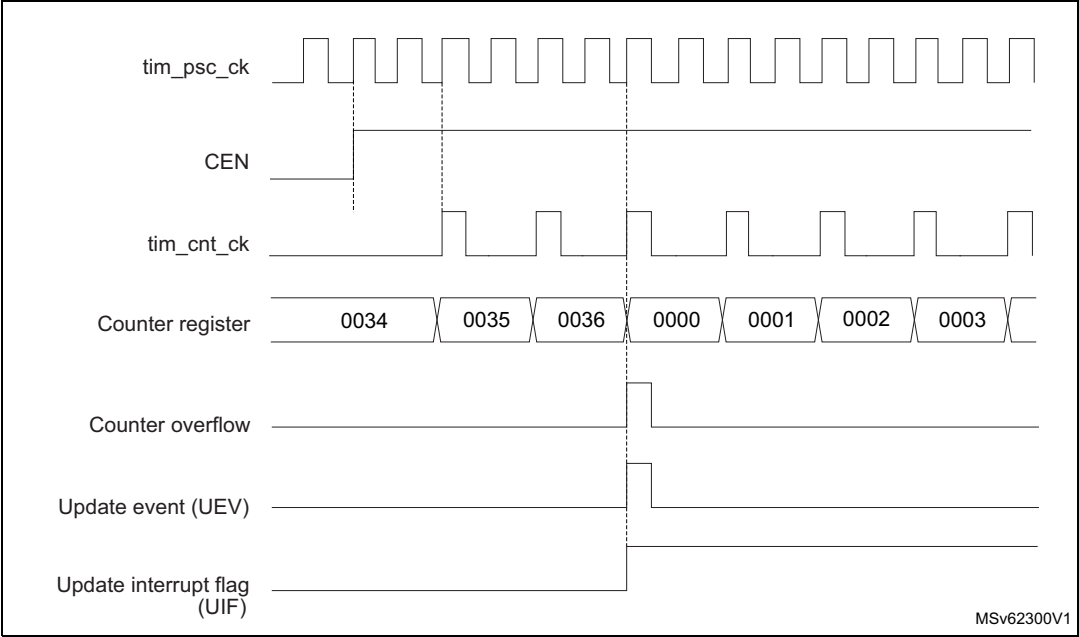 tim_psc_ck
CEN
tim_cnt_ck
Counter register 0034 0035 0036 0000 0001 0002 0003
Counter overflow
Update event (UEV)
Update interrupt flag
(UIF)
MSv62300V1